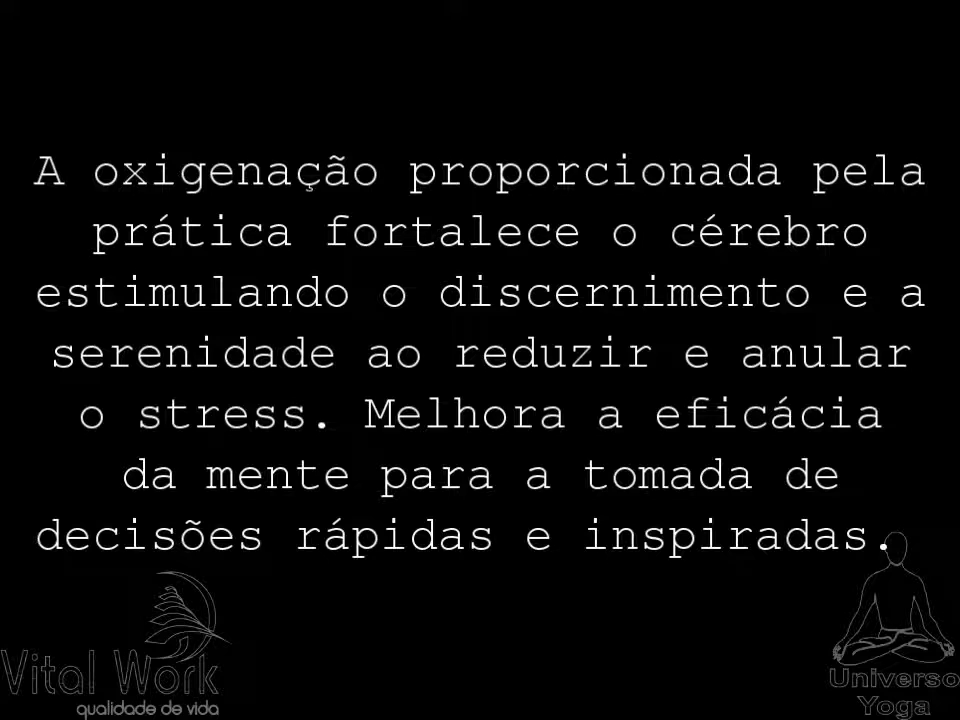 A oxigenação proporcionada pela
prática fortalece o cérebro
estimulando o discernimento e a
serenidade ao reduzir e anular
o stress. Melhora a eficácia
da mente para a tomada de
decisões rápidas e inspiradas.
Vital Work
qualidade de vida
Universo
Yoga